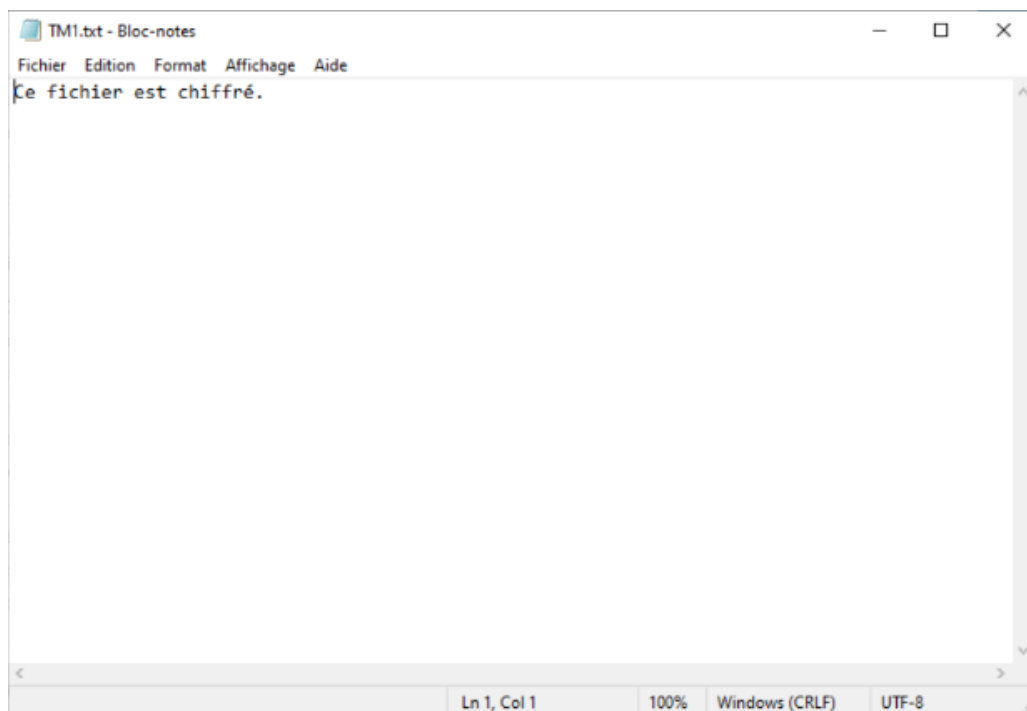 TM1.txt - Bloc-notes
Fichier Edition Format Affichage Aide
Ce fichier est chiffré.
Ln 1, Col 1 100% Windows (CRLF) UTF-8